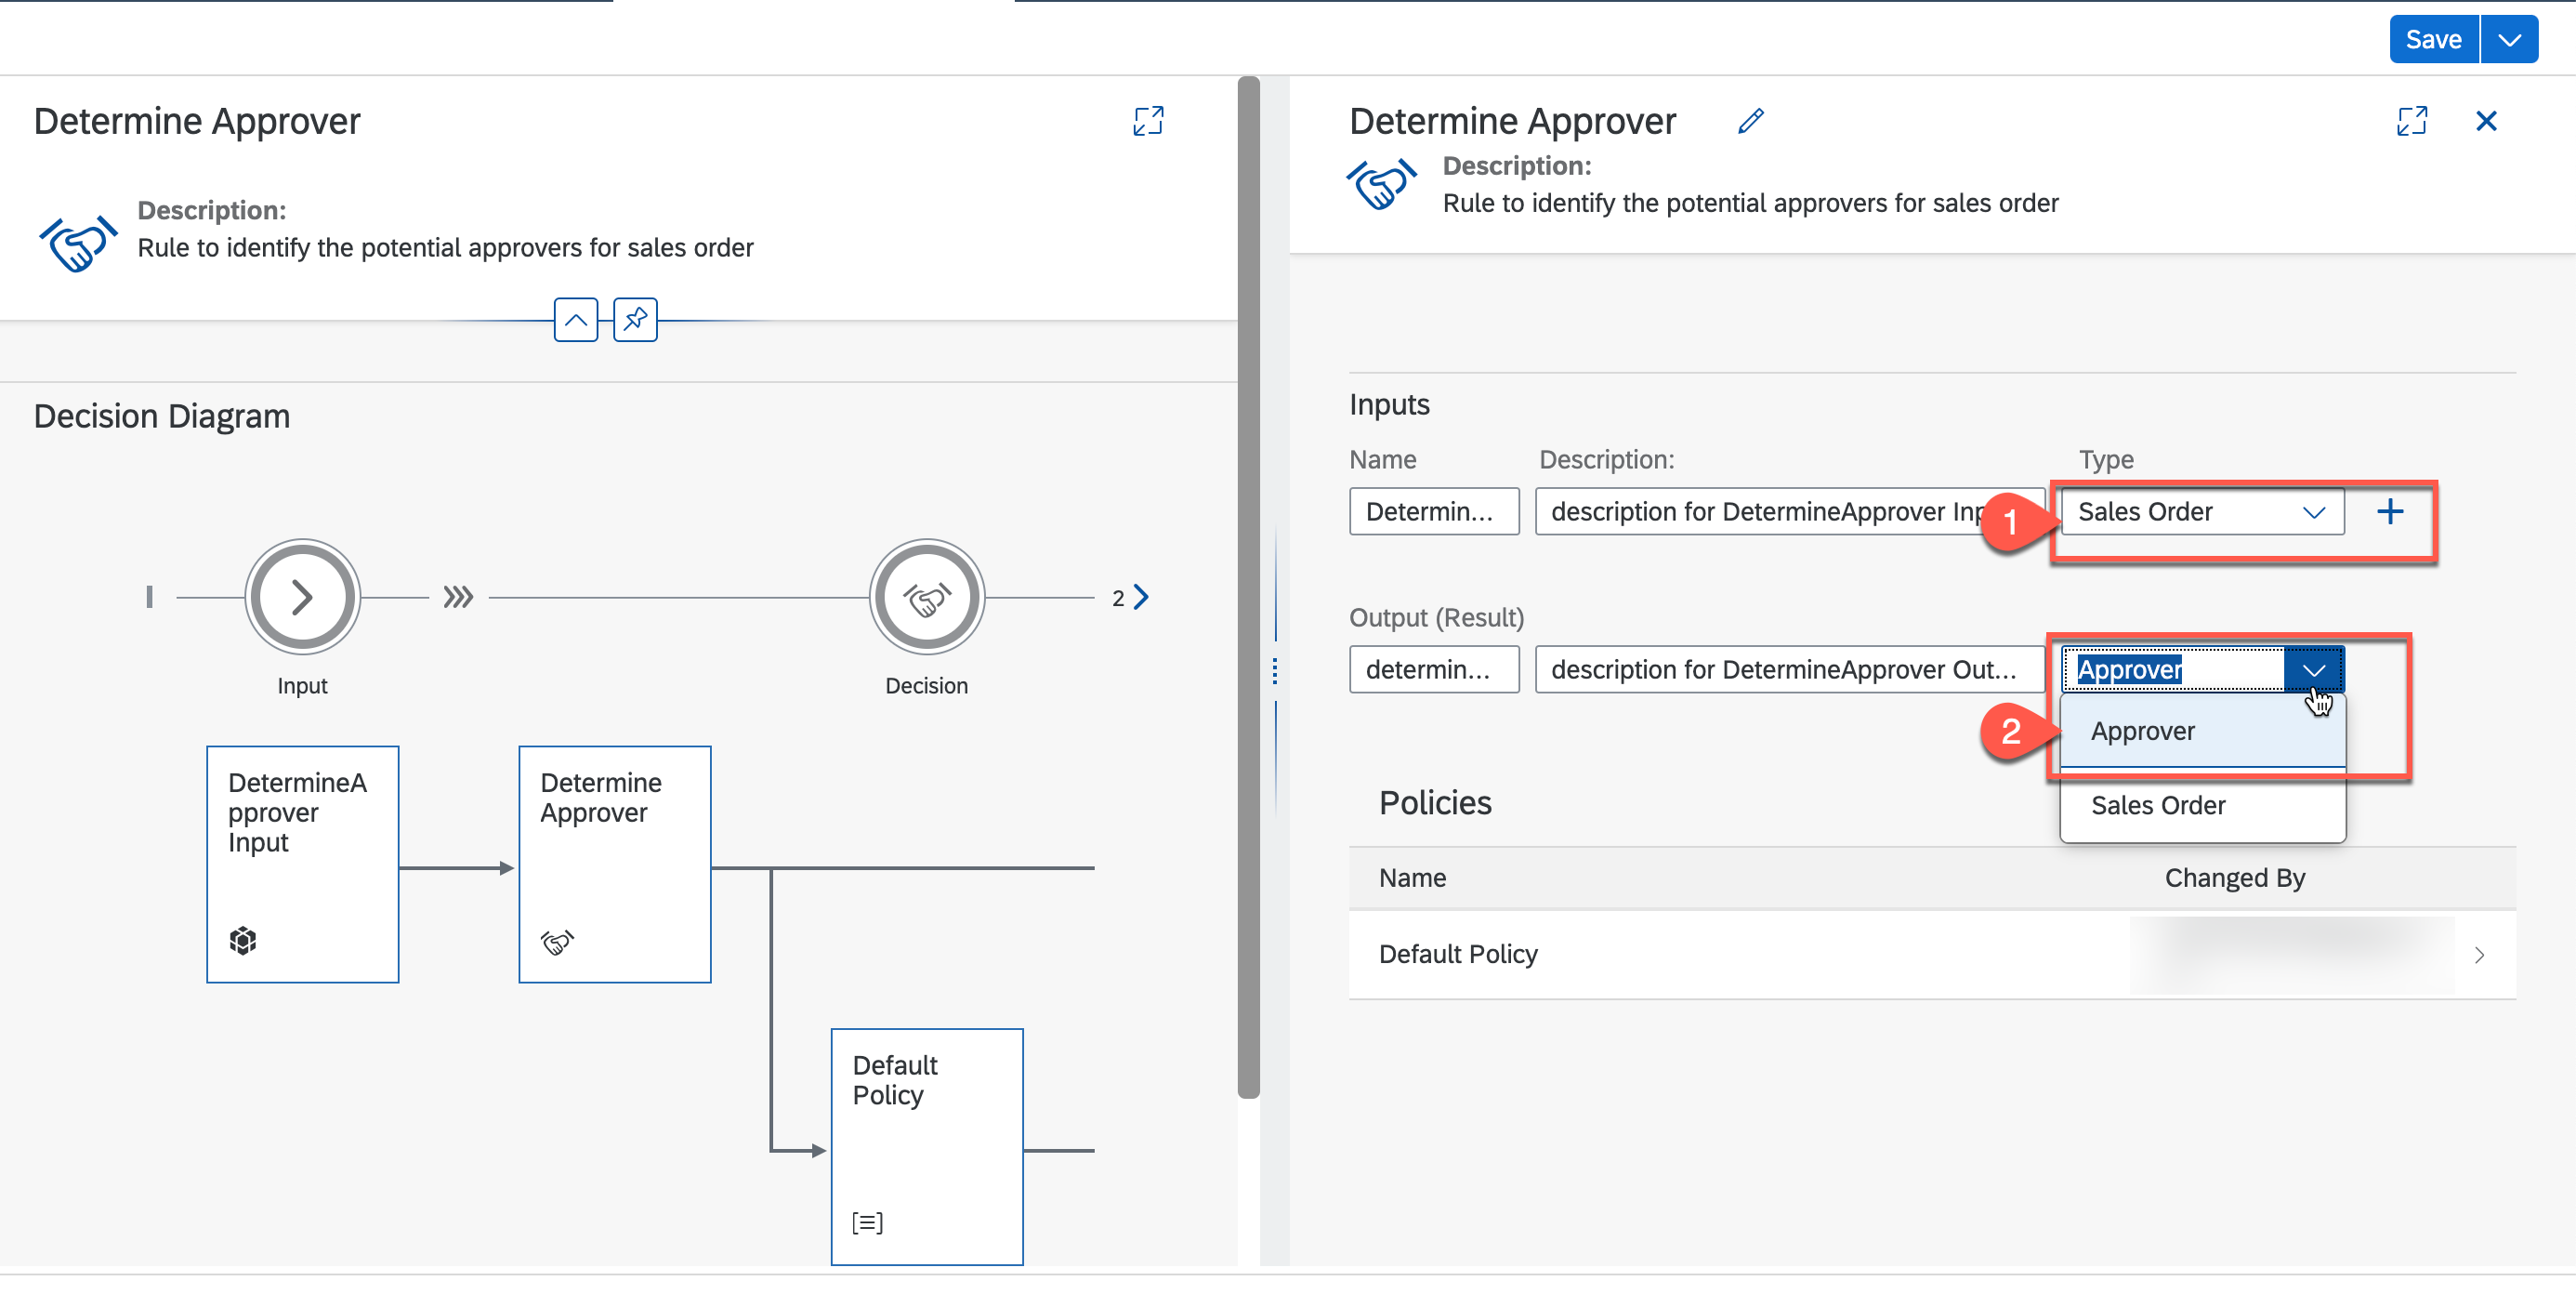 Save
Determine Approver
Description:
Rule to identify the potential approvers for sales order
Decision Diagram
2
Input
Decision
DetermineA
pprover
Input
Determine
Approver
Default
Policy
Determine Approver
Description:
Rule to identify the potential approvers for sales order
Inputs
Name Description: Type
Determin... description for DetermineApprover Inp 1 Sales Order
Output (Result)
determin... description for DetermineApprover Out... Approver
2 Approver
Sales Order
Policies
Name Changed By
Default Policy